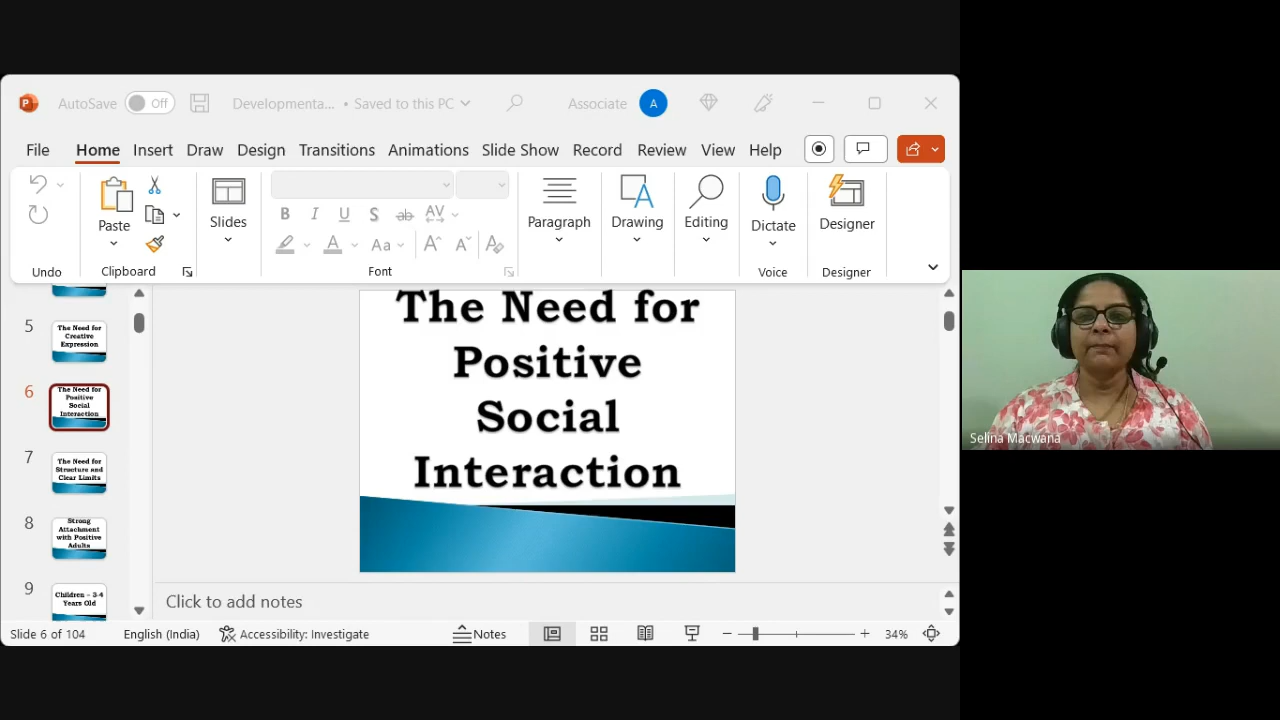 AutoSave Off Developmenta... • Saved to this PC Associate A
File Home Insert Draw Design Transitions Animations Slide Show Record Review View Help
Paste Slides B I U S ab AV Aa A A A Paragraph Drawing Editing Dictate Designer
Undo Clipboard Font Voice Designer
5
The Need for
Creative
Expression
6
The Need for
Positive
Social
Interaction
7
The Need for
Structure and
Clear Limits
8
Strong
Attachment
with Positive
Adults
9
Children – 3-4
Years Old
The Need for
Positive
Social
Interaction
Click to add notes
Slide 6 of 104 English (India) Accessibility: Investigate Notes 34%
Selina Macwana